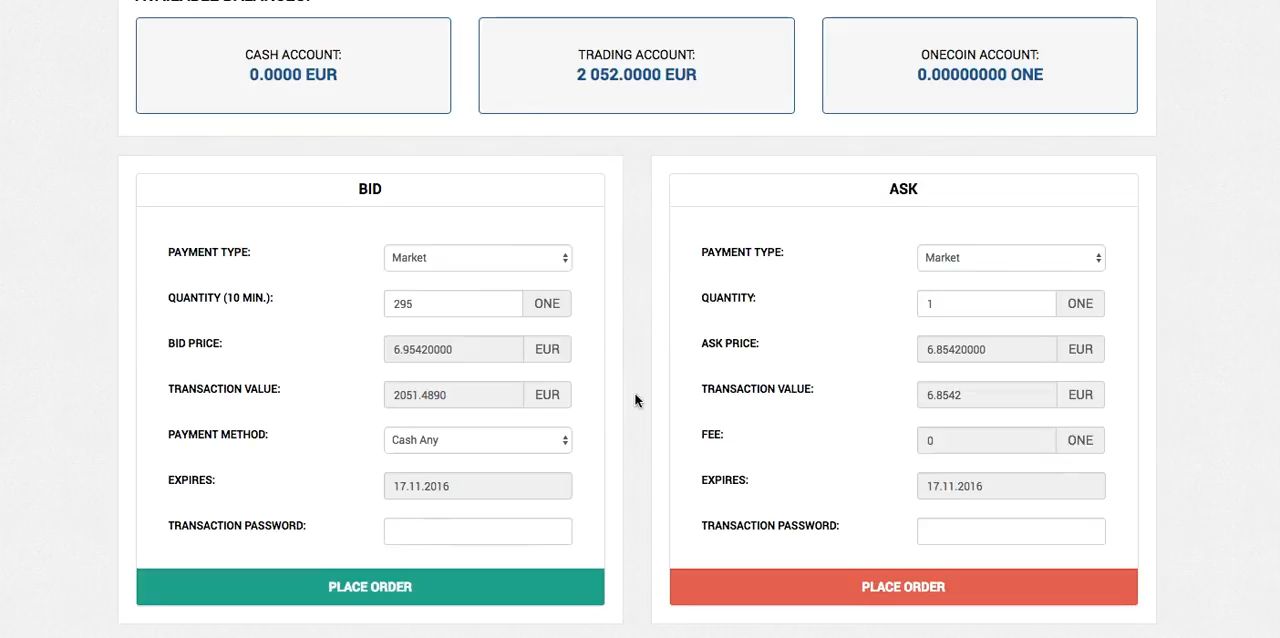 CASH ACCOUNT:
0.0000 EUR
TRADING ACCOUNT:
2 052.0000 EUR
ONECOIN ACCOUNT:
0.00000000 ONE
BID
PAYMENT TYPE:
Market
QUANTITY (10 MIN.):
295 ONE
BID PRICE:
6.95420000 EUR
TRANSACTION VALUE:
2051.4890 EUR
PAYMENT METHOD:
Cash Any
EXPIRES:
17.11.2016
TRANSACTION PASSWORD:
PLACE ORDER
ASK
PAYMENT TYPE:
Market
QUANTITY:
1 ONE
ASK PRICE:
6.85420000 EUR
TRANSACTION VALUE:
6.8542 EUR
FEE:
0 ONE
EXPIRES:
17.11.2016
TRANSACTION PASSWORD:
PLACE ORDER